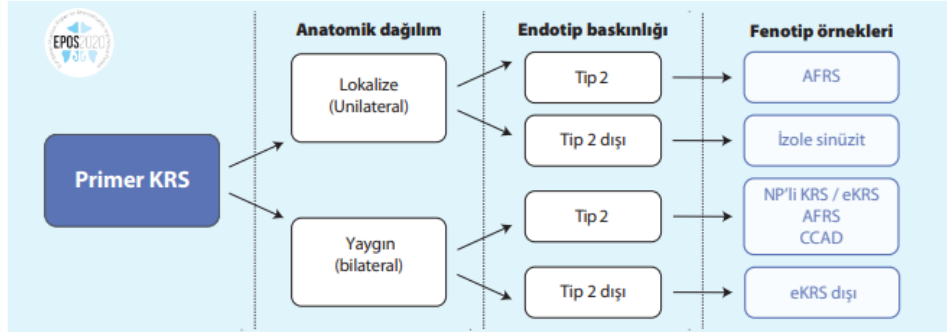 EPOS2020
Anatomik dağılım
Endotip baskınlığı
Fenotip örnekleri
Primer KRS
Lokalize
(Unilateral)
Tip 2
AFRS
Tip 2 dışı
İzole sinüzit
Yaygın
(bilateral)
Tip 2
NP'li KRS / eKRS
AFRS
CCAD
Tip 2 dışı
eKRS dışı